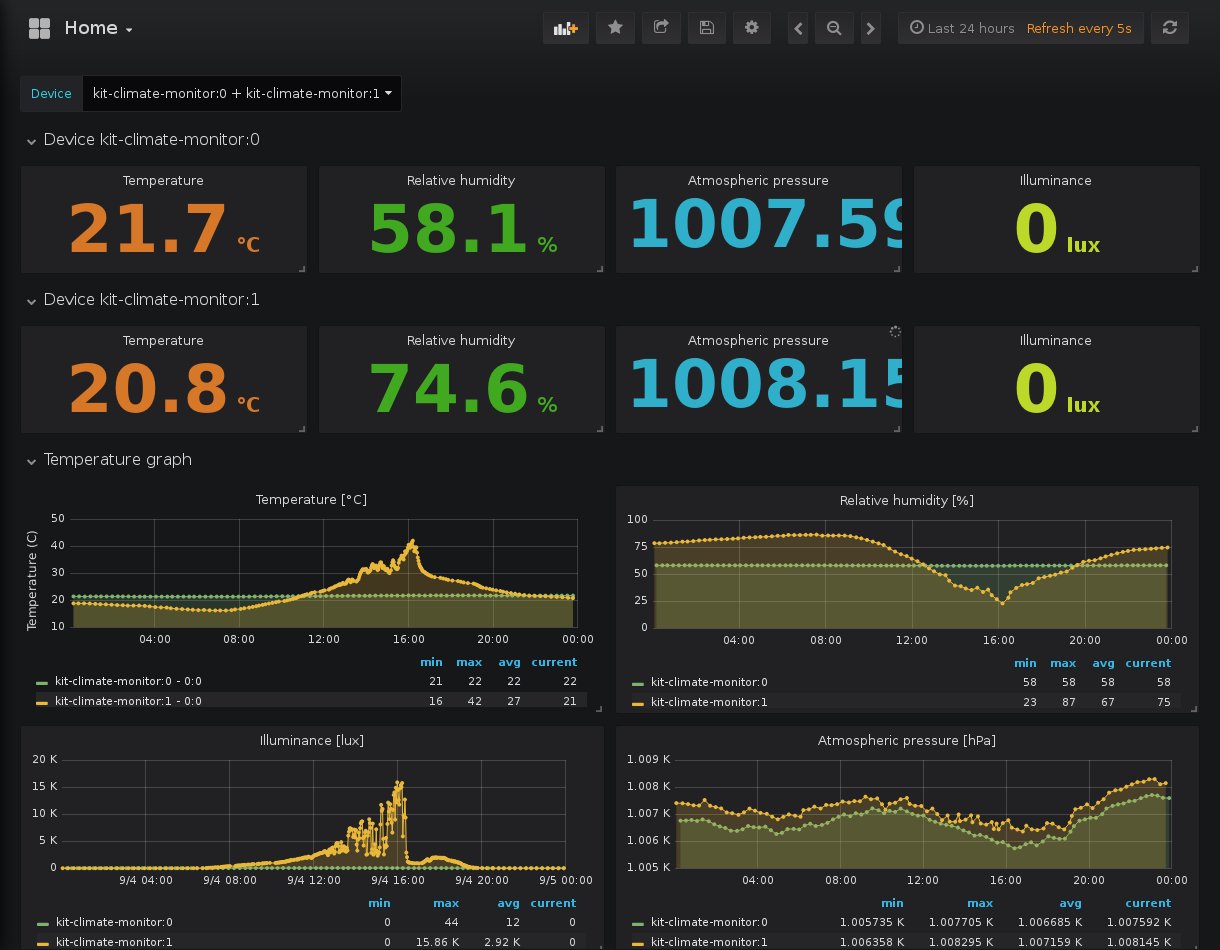 Home
Last 24 hours Refresh every 5s
Device kit-climate-monitor:0 + kit-climate-monitor:1
Device kit-climate-monitor:0
Temperature Relative humidity Atmospheric pressure Illuminance
21.7 °C 58.1 % 1007.59 0 lux
Device kit-climate-monitor:1
Temperature Relative humidity Atmospheric pressure Illuminance
20.8 °C 74.6 % 1008.15 0 lux
Temperature graph
Temperature [°C]
Temperature (C)
50
40
30
20
10
04:00 08:00 12:00 16:00 20:00 00:00
min max avg current
kit-climate-monitor:0 - 0:0 21 22 22 22
kit-climate-monitor:1 - 0:0 16 42 27 21
Relative humidity [%]
100
75
50
25
0
04:00 08:00 12:00 16:00 20:00 00:00
min max avg current
kit-climate-monitor:0 58 58 58 58
kit-climate-monitor:1 23 87 67 75
Illuminance [lux]
20 K
15 K
10 K
5 K
0
9/4 04:00 9/4 08:00 9/4 12:00 9/4 16:00 9/4 20:00 9/5 00:00
min max avg current
kit-climate-monitor:0 0 44 12 0
kit-climate-monitor:1 0 15.86 K 2.92 K 0
Atmospheric pressure [hPa]
1.009 K
1.008 K
1.007 K
1.006 K
1.005 K
04:00 08:00 12:00 16:00 20:00 00:00
min max avg current
kit-climate-monitor:0 1.005735 K 1.007705 K 1.006685 K 1.007592 K
kit-climate-monitor:1 1.006358 K 1.008295 K 1.007159 K 1.008145 K